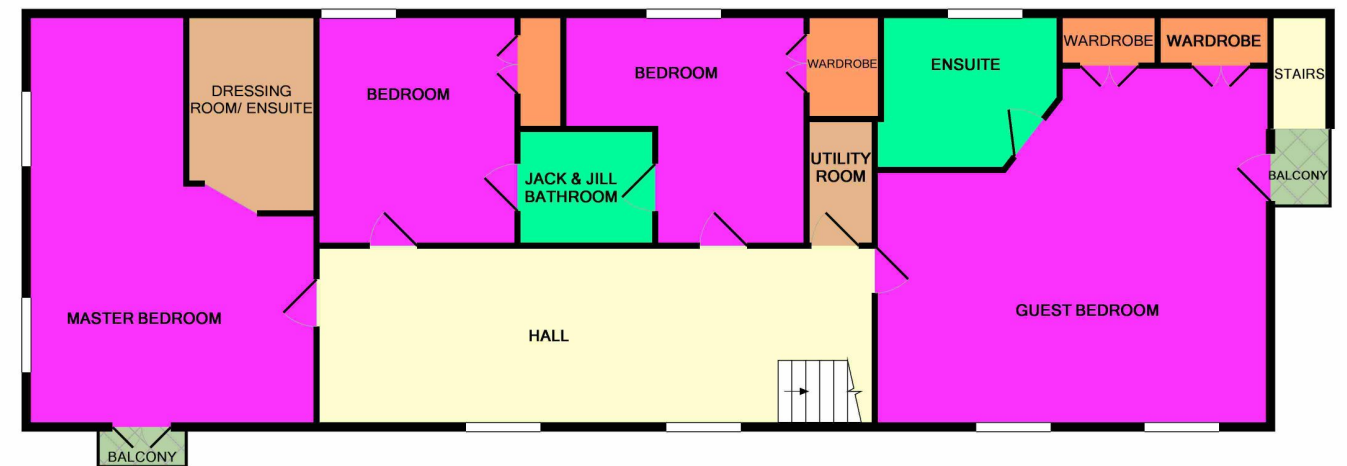 DRESSING
ROOM/ ENSUITE
BEDROOM
BEDROOM
WARDROBE
ENSUITE
WARDROBE
WARDROBE
STAIRS
JACK & JILL
BATHROOM
UTILITY
ROOM
BALCONY
MASTER BEDROOM
HALL
GUEST BEDROOM
BALCONY